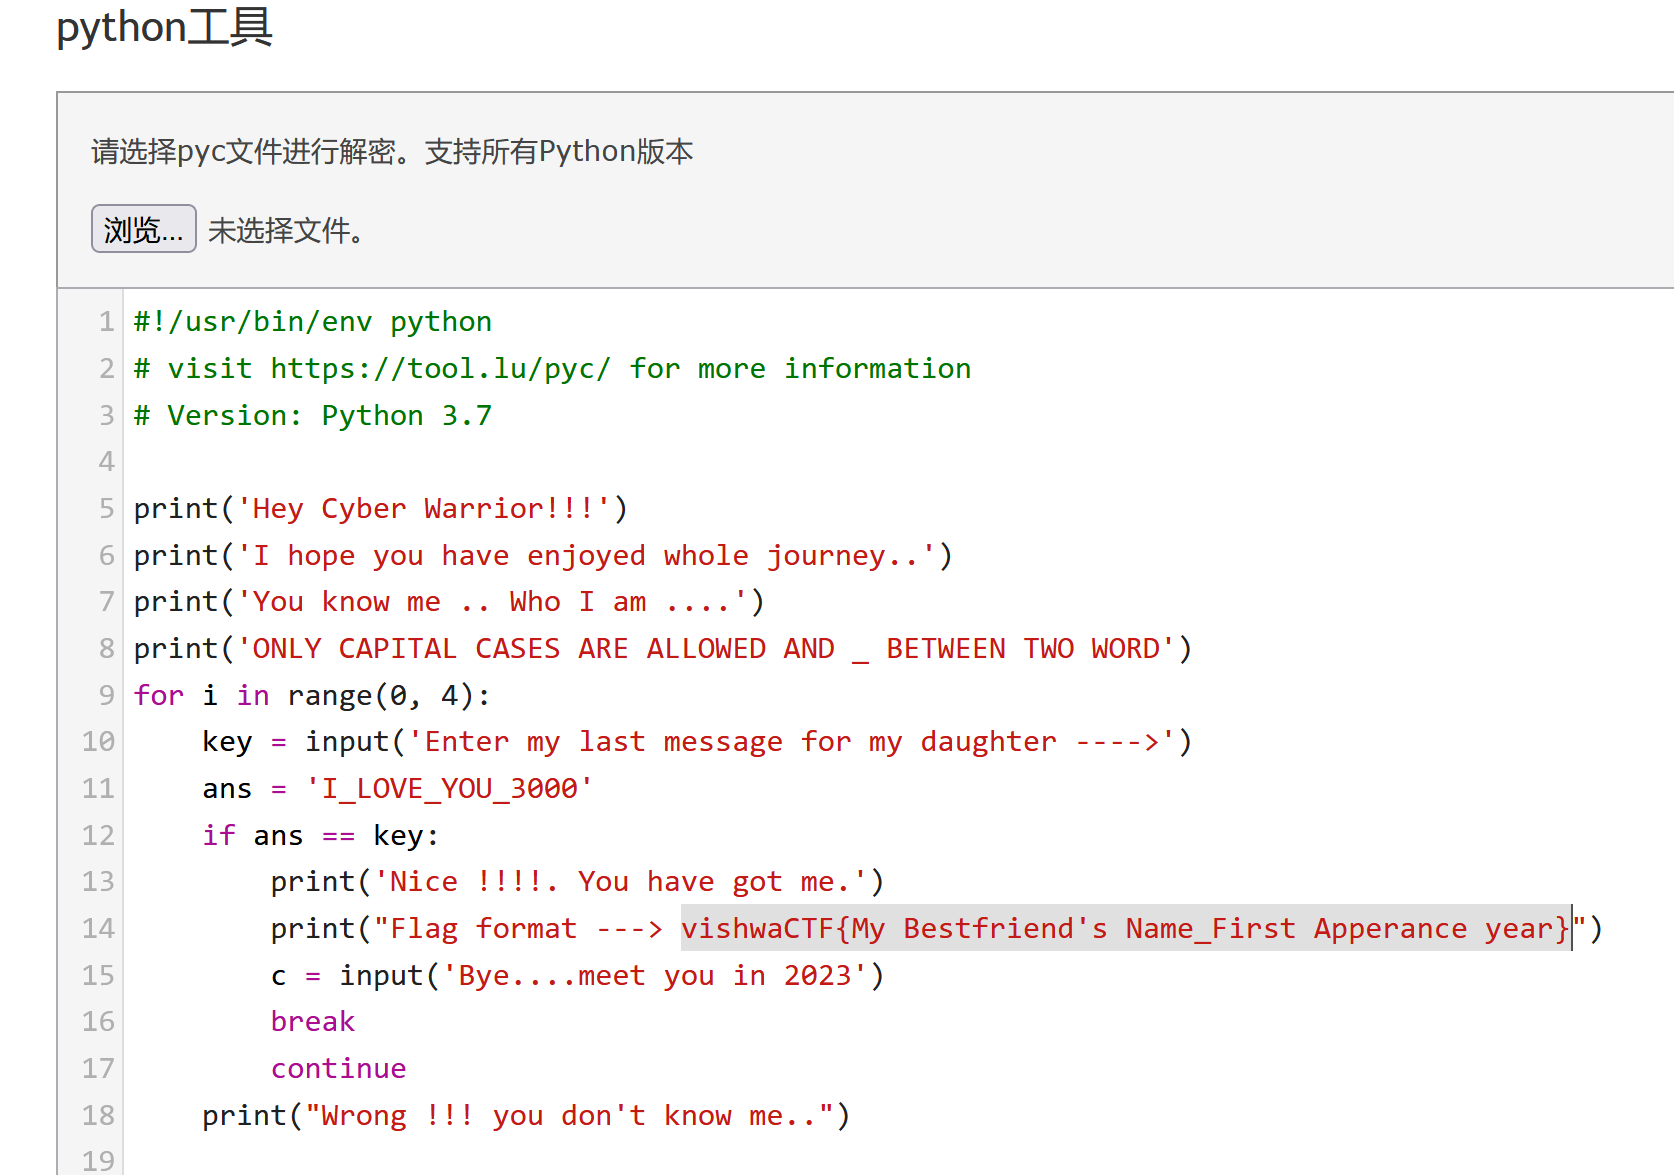 python工具
请选择pyc文件进行解密。支持所有Python版本
浏览... 未选择文件。
1 #!/usr/bin/env python
2 # visit https://tool.lu/pyc/ for more information
3 # Version: Python 3.7
4
5 print('Hey Cyber Warrior!!!')
6 print('I hope you have enjoyed whole journey..')
7 print('You know me .. Who I am ....')
8 print('ONLY CAPITAL CASES ARE ALLOWED AND _ BETWEEN TWO WORD')
9 for i in range(0, 4):
10     key = input('Enter my last message for my daughter ---->')
11     ans = 'I_LOVE_YOU_3000'
12     if ans == key:
13         print('Nice !!!!. You have got me.')
14         print("Flag format ---> vishwaCTF{My Bestfriend's Name_First Apperance year}")
15         c = input('Bye....meet you in 2023')
16         break
17         continue
18     print("Wrong !!! you don't know me..")
19